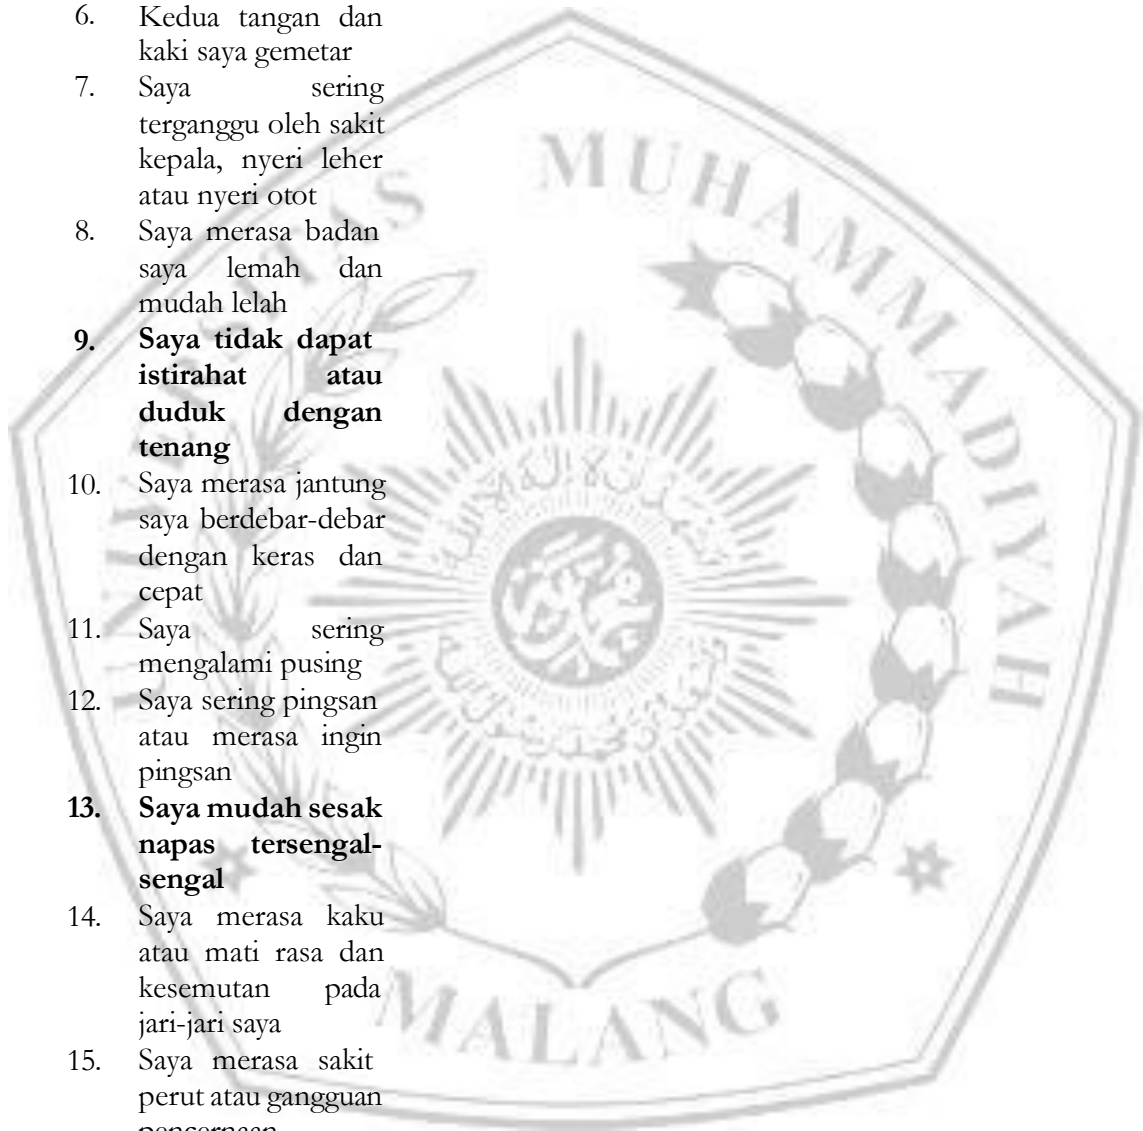 6. Kedua tangan dan
kaki saya gemetar
7. Saya sering
terganggu oleh sakit
kepala, nyeri leher
atau nyeri otot
8. Saya merasa badan
saya lemah dan
mudah lelah
9. Saya tidak dapat
istirahat atau
duduk dengan
tenang
10. Saya merasa jantung
saya berdebar-debar
dengan keras dan
cepat
11. Saya sering
mengalami pusing
12. Saya sering pingsan
atau merasa ingin
pingsan
13. Saya mudah sesak
napas tersengal-
sengal
14. Saya merasa kaku
atau mati rasa dan
kesemutan pada
jari-jari saya
15. Saya merasa sakit
perut atau gangguan
pencernaan
UNIVERSITAS MUHAMMADIYAH
MALANG